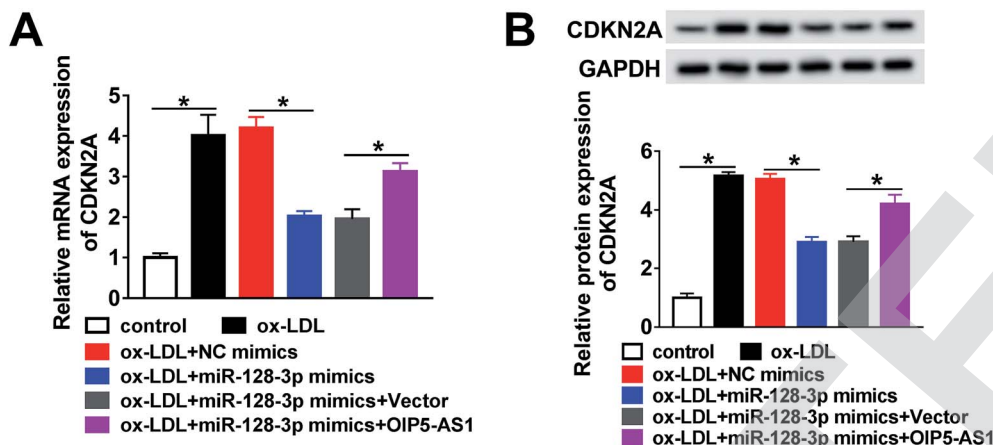 A
Relative mRNA expression
of CDKN2A
5
4
3
2
1
0
*
*
*
control
ox-LDL
ox-LDL+NC mimics
ox-LDL+miR-128-3p mimics
ox-LDL+miR-128-3p mimics+Vector
ox-LDL+miR-128-3p mimics+OIP5-AS1
B
CDKN2A
GAPDH
Relative protein expression
of CDKN2A
6
4
2
0
*
*
*
control
ox-LDL
ox-LDL+NC mimics
ox-LDL+miR-128-3p mimics
ox-LDL+miR-128-3p mimics+Vector
ox-LDL+miR-128-3p mimics+OIP5-AS1